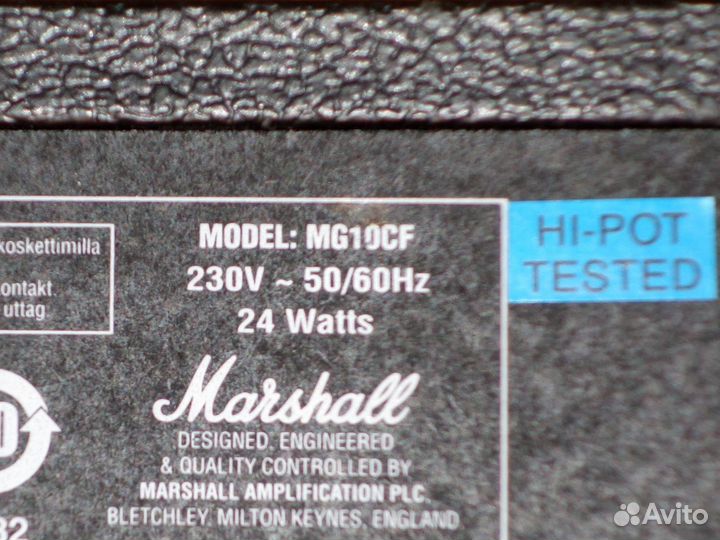 koskettimilla
ontakt.
uttag
MODEL: MG10CF
230V ~ 50/60Hz
24 Watts
Marshall
DESIGNED, ENGINEERED
& QUALITY CONTROLLED BY
MARSHALL AMPLIFICATION PLC.
BLETCHLEY, MILTON KEYNES, ENGLAND
HI-POT
TESTED
32
Avito